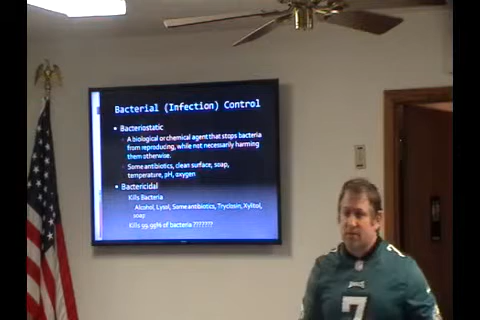 Bacterial (Infection) Control
Bacteriostatic
A biological or chemical agent that stops bacteria
from reproducing, while not necessarily harming
them otherwise.
Some antibiotics, clean surface, soap,
temperature, pH, oxygen
Bactericidal
Kills Bacteria
Alcohol, Lysol, Some antibiotics, Tryclosin, Xylitol,
soap
Kills 99.99% of bacteria ???????
7